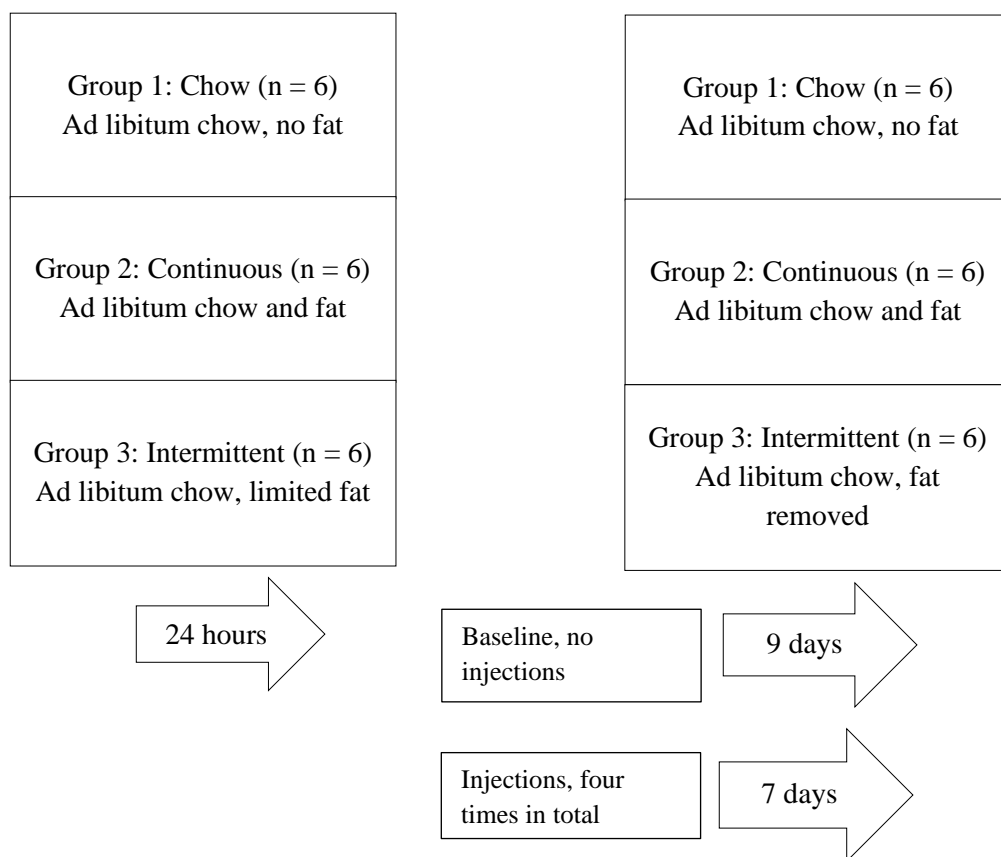 Group 1: Chow (n = 6)
Ad libitum chow, no fat
Group 2: Continuous (n = 6)
Ad libitum chow and fat
Group 3: Intermittent (n = 6)
Ad libitum chow, limited fat
Group 1: Chow (n = 6)
Ad libitum chow, no fat
Group 2: Continuous (n = 6)
Ad libitum chow and fat
Group 3: Intermittent (n = 6)
Ad libitum chow, fat
removed
24 hours
Baseline, no
injections
9 days
Injections, four
times in total
7 days